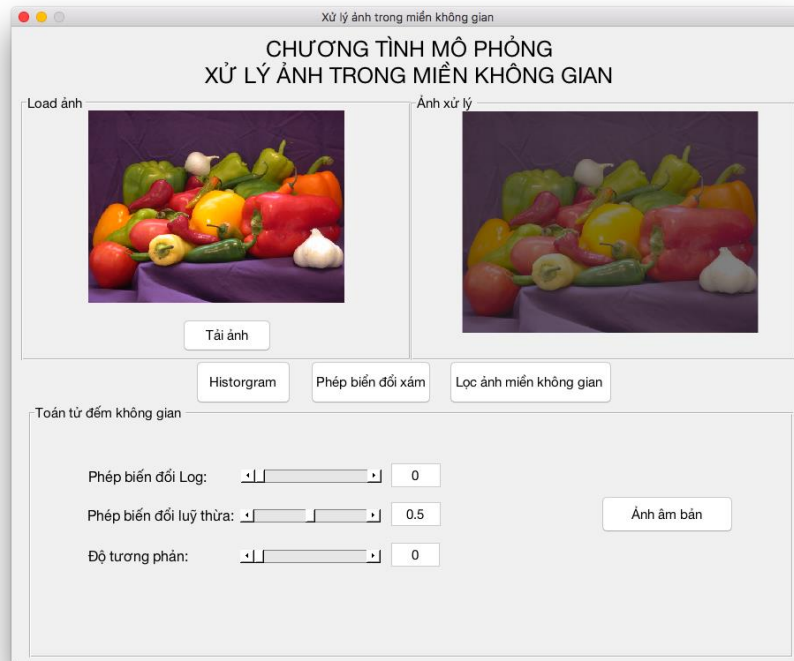 Xử lý ảnh trong miền không gian
CHƯƠNG TÌNH MÔ PHỎNG
XỬ LÝ ẢNH TRONG MIỀN KHÔNG GIAN
Load ảnh
Ảnh xử lý
Tải ảnh
Historgram
Phép biển đổi xám
Lọc ảnh miền không gian
Toán tử đếm không gian
Phép biến đổi Log:
0
Phép biến đổi luỹ thừa:
0.5
Ảnh âm bản
Độ tương phản:
0